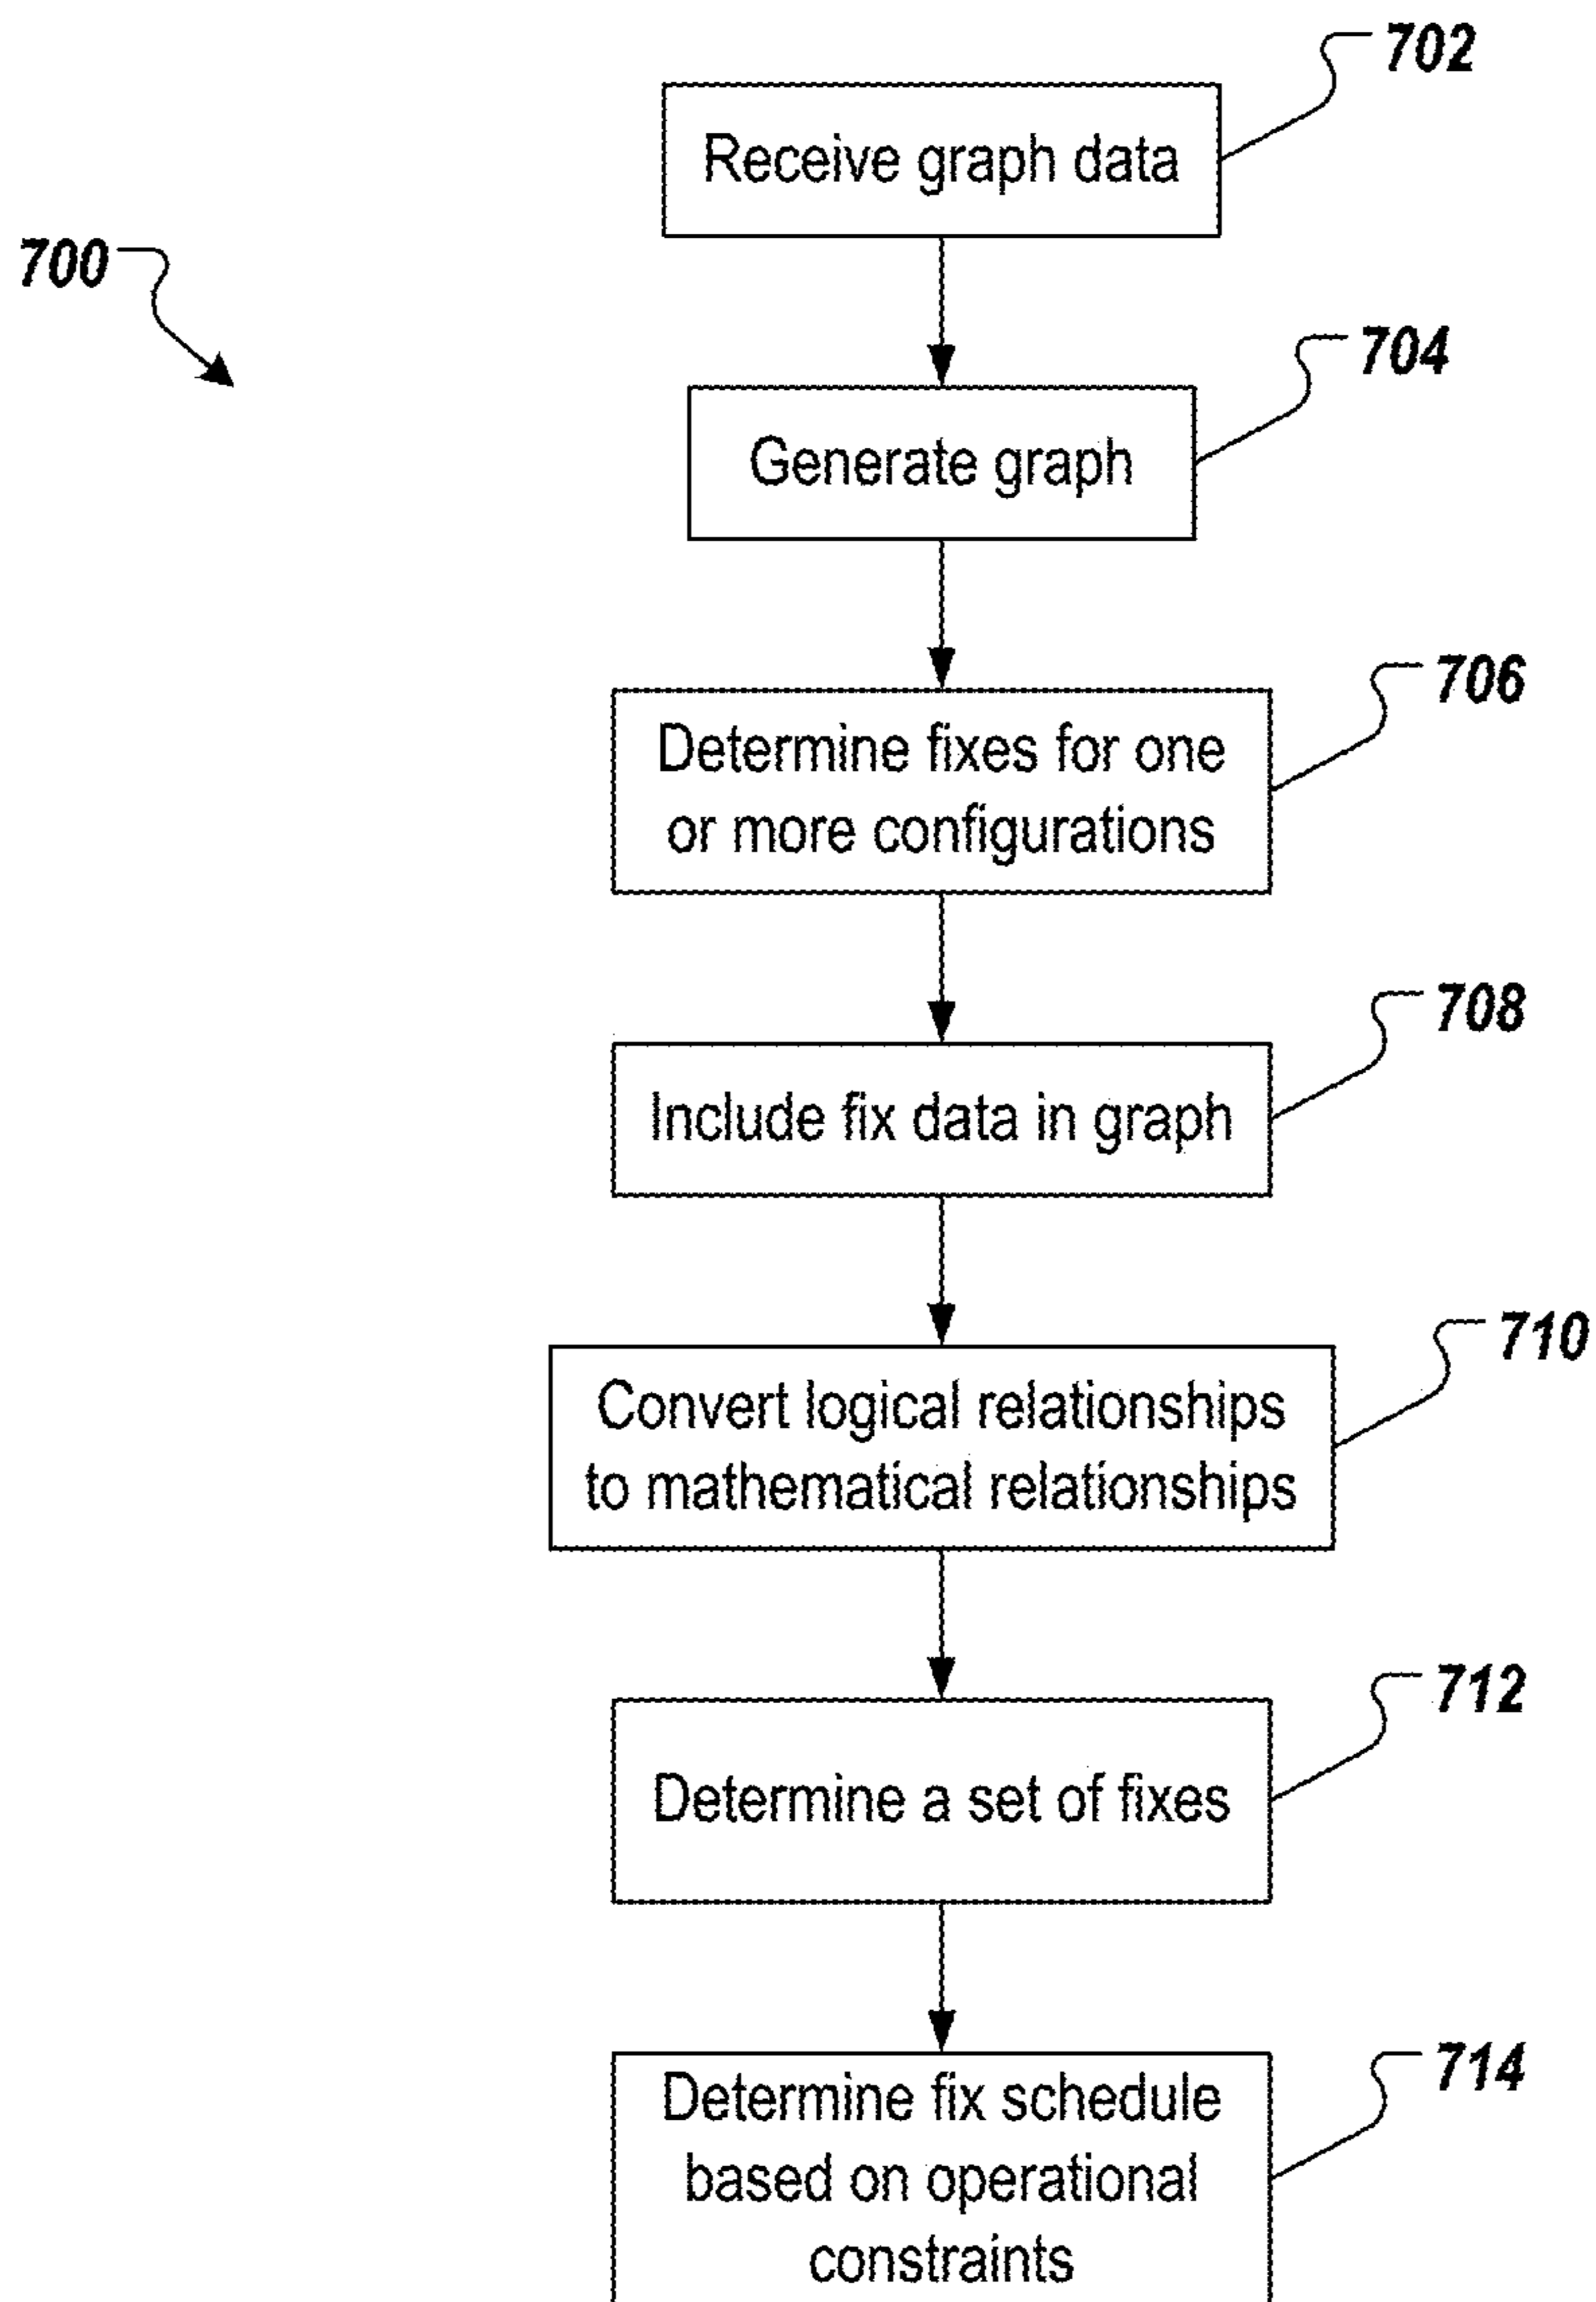 702
Receive graph data
700
704
Generate graph
706
Determine fixes for one
or more configurations
708
Include fix data in graph
710
Convert logical relationships
to mathematical relationships
712
Determine a set of fixes
714
Determine fix schedule
based on operational
constraints